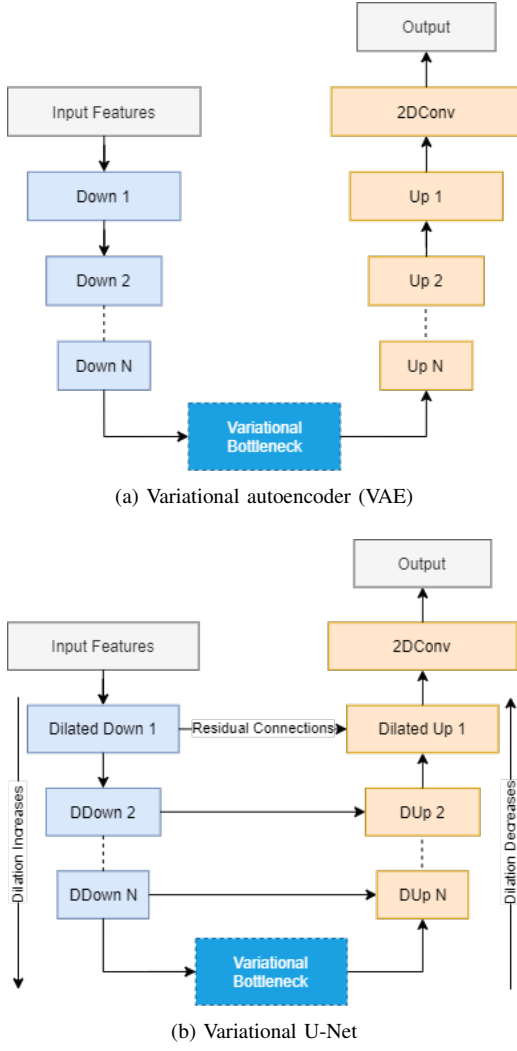 Output
Input Features
2DConv
Down 1
Up 1
Down 2
Up 2
Down N
Up N
Variational
Bottleneck
(a) Variational autoencoder (VAE)
Output
Input Features
2DConv
Dilated Down 1
Residual Connections
Dilated Up 1
Dilation Increases
Dilation Decreases
DDown 2
DUp 2
DDown N
DUp N
Variational
Bottleneck
(b) Variational U-Net